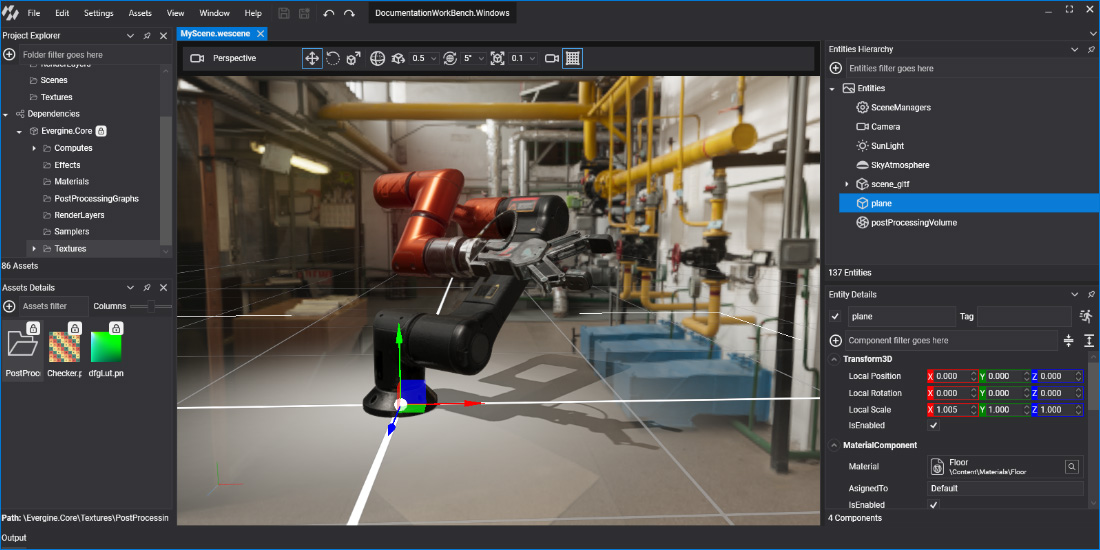 File Edit Settings Assets View Window Help DocumentationWorkBench.Windows
Project Explorer
Folder filter goes here
RenderLayers
Scenes
Textures
Dependencies
Evergine.Core
Computes
Effects
Materials
PostProcessingGraphs
RenderLayers
Samplers
Textures
86 Assets
Assets Details
Assets filter Columns
PostProc Checker.p dfgLut.pn
Path: \Evergine.Core\Textures\PostProcessin
Output
MyScene.wescene
Perspective 0.5 5° 0.1
Entities Hierarchy
Entities filter goes here
Entities
SceneManagers
Camera
SunLight
SkyAtmosphere
scene_gltf
plane
postProcessingVolume
137 Entities
Entity Details
plane Tag
Component filter goes here
Transform3D
Local Position X 0.000 Y 0.000 Z 0.000
Local Rotation X 0.000 Y 0.000 Z 0.000
Local Scale X 1.005 Y 1.000 Z 1.000
IsEnabled
MaterialComponent
Material Floor
\Content\Materials\Floor
AsignedTo Default
IsEnabled
4 Components